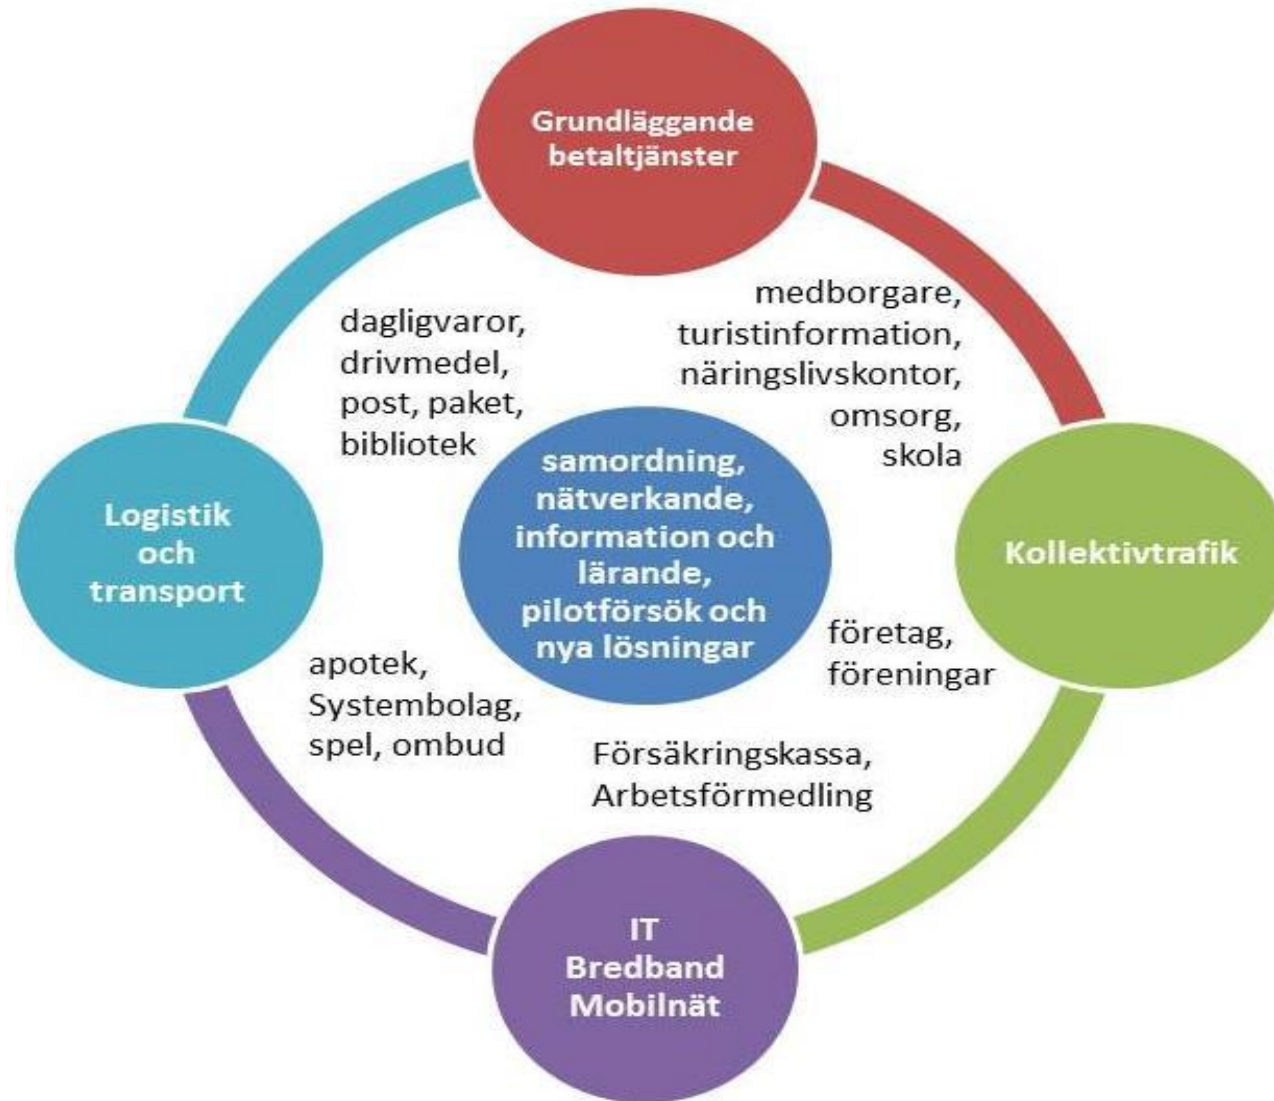 Grundläggande
betaltjänster
medborgare,
turistinformation,
näringslivskontor,
omsorg,
skola
dagligvaror,
drivmedel,
post, paket,
bibliotek
samordning,
nätverkande,
information och
lärande,
pilotförsök och
nya lösningar
Logistik
och
transport
Kollektivtrafik
företag,
föreningar
apotek,
Systembolag,
spel, ombud
Försäkringskassa,
Arbetsförmedling
IT
Bredband
Mobilnät